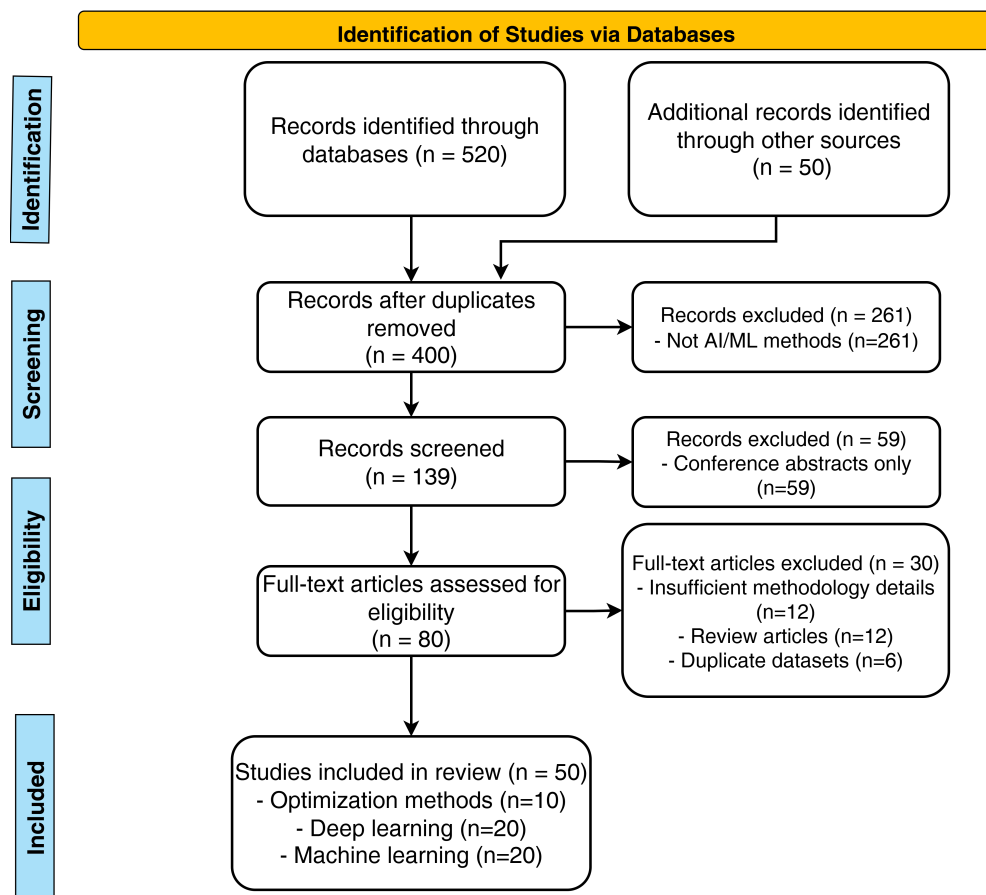 Identification of Studies via Databases
Identification
Records identified through
databases (n = 520)
Additional records identified
through other sources
(n = 50)
Screening
Records after duplicates
removed
(n = 400)
Records excluded (n = 261)
- Not AI/ML methods (n=261)
Records screened
(n = 139)
Records excluded (n = 59)
- Conference abstracts only
(n=59)
Eligibility
Full-text articles assessed for
eligibility
(n = 80)
Full-text articles excluded (n = 30)
- Insufficient methodology details
(n=12)
- Review articles (n=12)
- Duplicate datasets (n=6)
Included
Studies included in review (n = 50)
- Optimization methods (n=10)
- Deep learning (n=20)
- Machine learning (n=20)